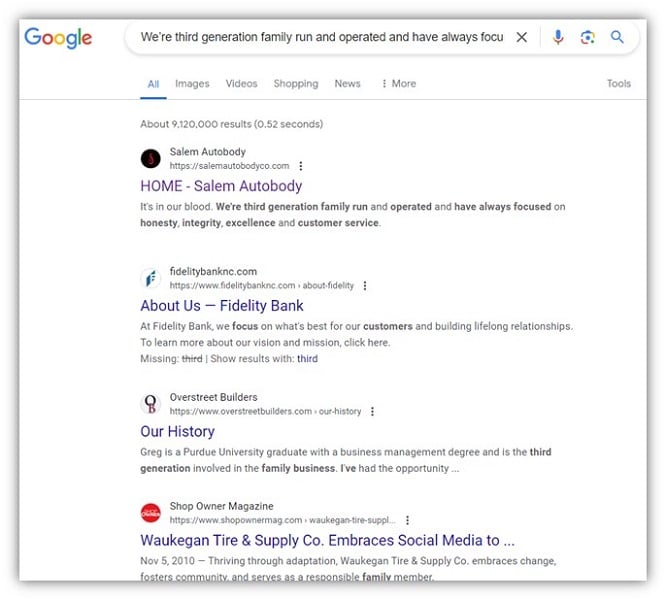 Google
We're third generation family run and operated and have always focu
All Images Videos Shopping News More Tools
About 9,120,000 results (0.52 seconds)
Salem Autobody
https://salemautobodyco.com
HOME - Salem Autobody
It's in our blood. We're third generation family run and operated and have always focused on
honesty, integrity, excellence and customer service.
fidelitybanknc.com
https://www.fidelitybanknc.com › about-fidelity
About Us — Fidelity Bank
At Fidelity Bank, we focus on what's best for our customers and building lifelong relationships.
To learn more about our vision and mission, click here.
Missing: third | Show results with: third
OB
Overstreet Builders
https://www.overstreetbuilders.com › our-history
Our History
Greg is a Purdue University graduate with a business management degree and is the third
generation involved in the family business. I've had the opportunity ...
Shop Owner Magazine
https://www.shopownermag.com › waukegan-tire-suppl...
Waukegan Tire & Supply Co. Embraces Social Media to ...
Nov 5, 2010 — Thriving through adaptation, Waukegan Tire & Supply Co. embraces change,
fosters community, and serves as a responsible family member.